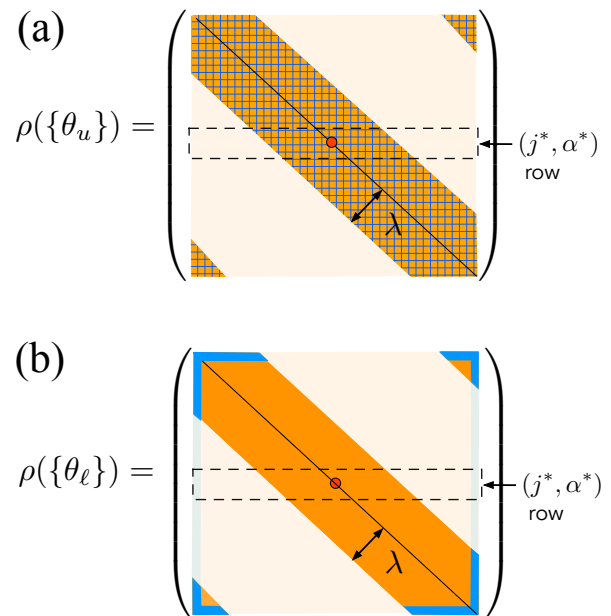 (a)
ρ({θ_u}) =
(j*, α*)
row
λ
(b)
ρ({θ_ℓ}) =
(j*, α*)
row
λ